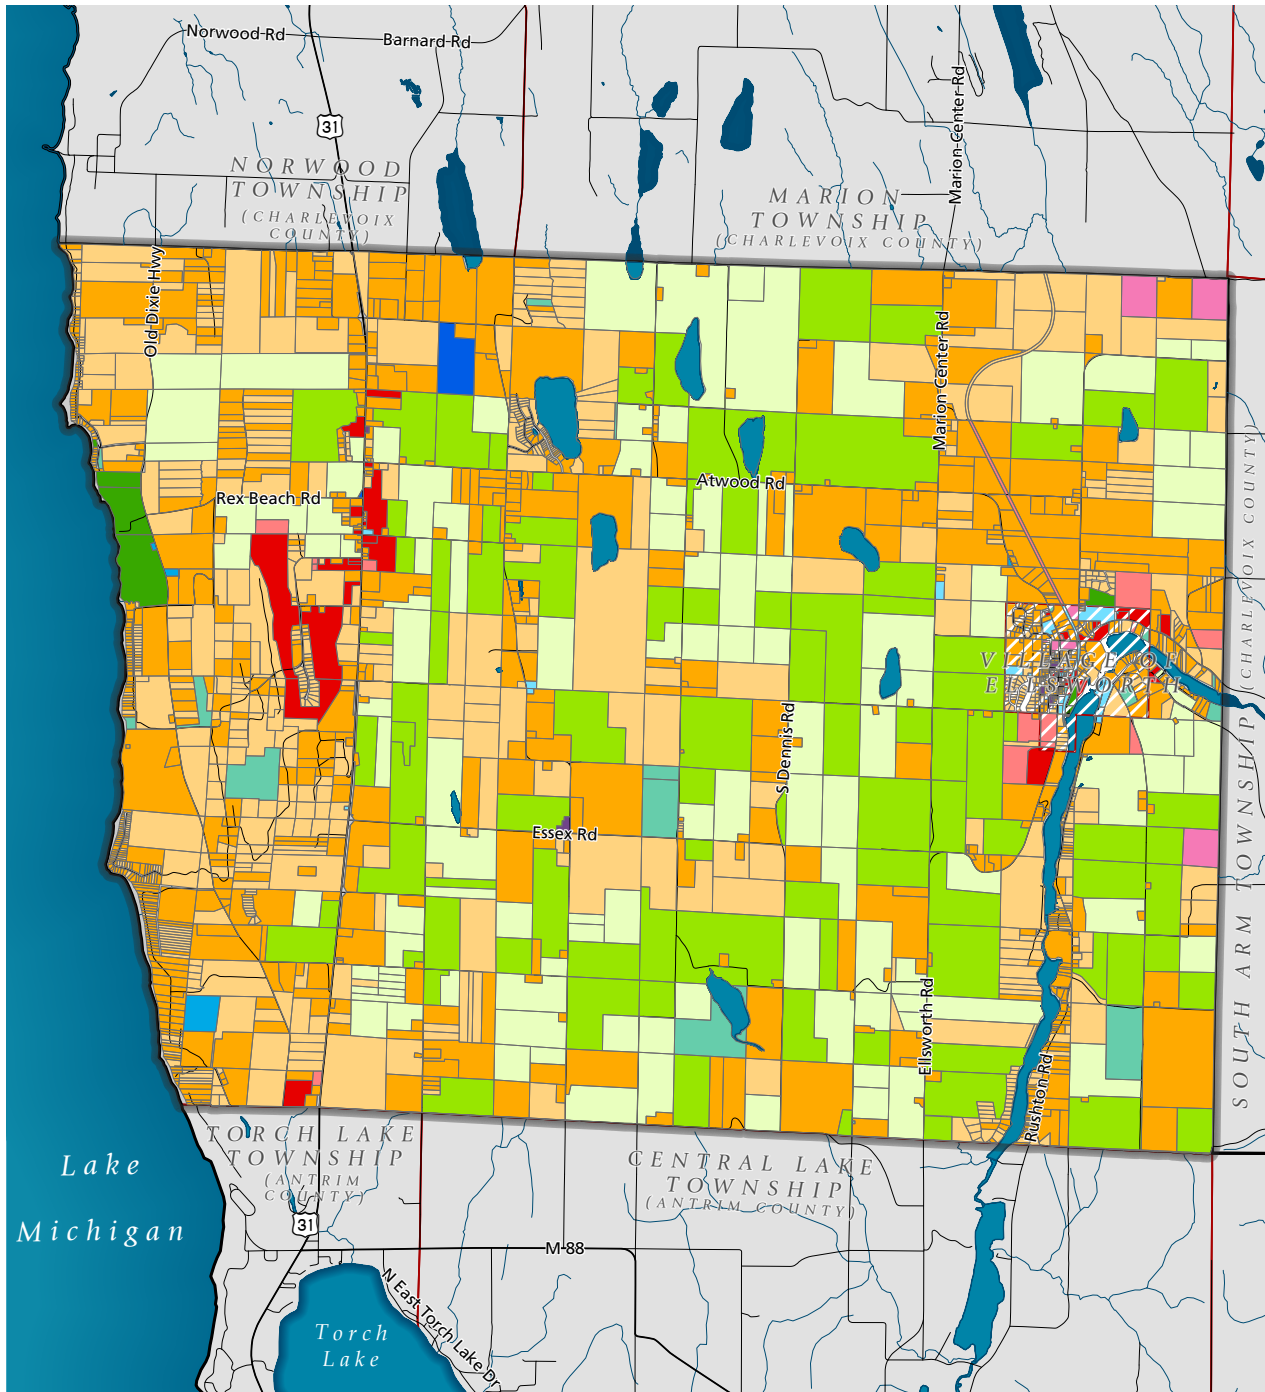 Norwood Rd
Barnard Rd
31
Marion-Center-Rd
NORWOOD
TOWNSHIP
(CHARLEVOIX
COUNTY)
MARION
TOWNSHIP
(CHARLEVOIX COUNTY)
Old Dixie Hwy
Marion-Center-Rd
Atwood Rd
Rex Beach Rd
VILLAGE OF
ELLSWORTH
SOUTH ARM TOWNSHIP (CHARLEVOIX COUNTY)
S Dennis Rd
Essex Rd
Ellsworth-Rd
Rushton Rd
TORCH LAKE
TOWNSHIP
(ANTRIM
COUNTY)
CENTRAL LAKE
TOWNSHIP
(ANTRIM COUNTY)
Lake
Michigan
31
M 88
N East Torch Lake Dr
Torch
Lake